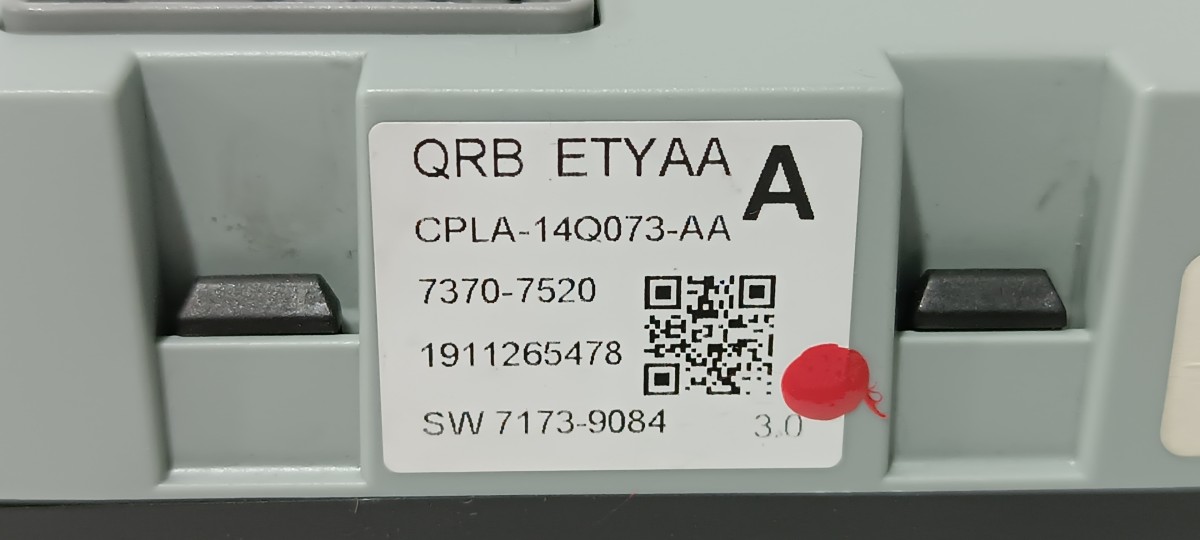 QRB ETYAA A
CPLA-14Q073-AA
7370-7520
1911265478
SW 7173-9084 3.0